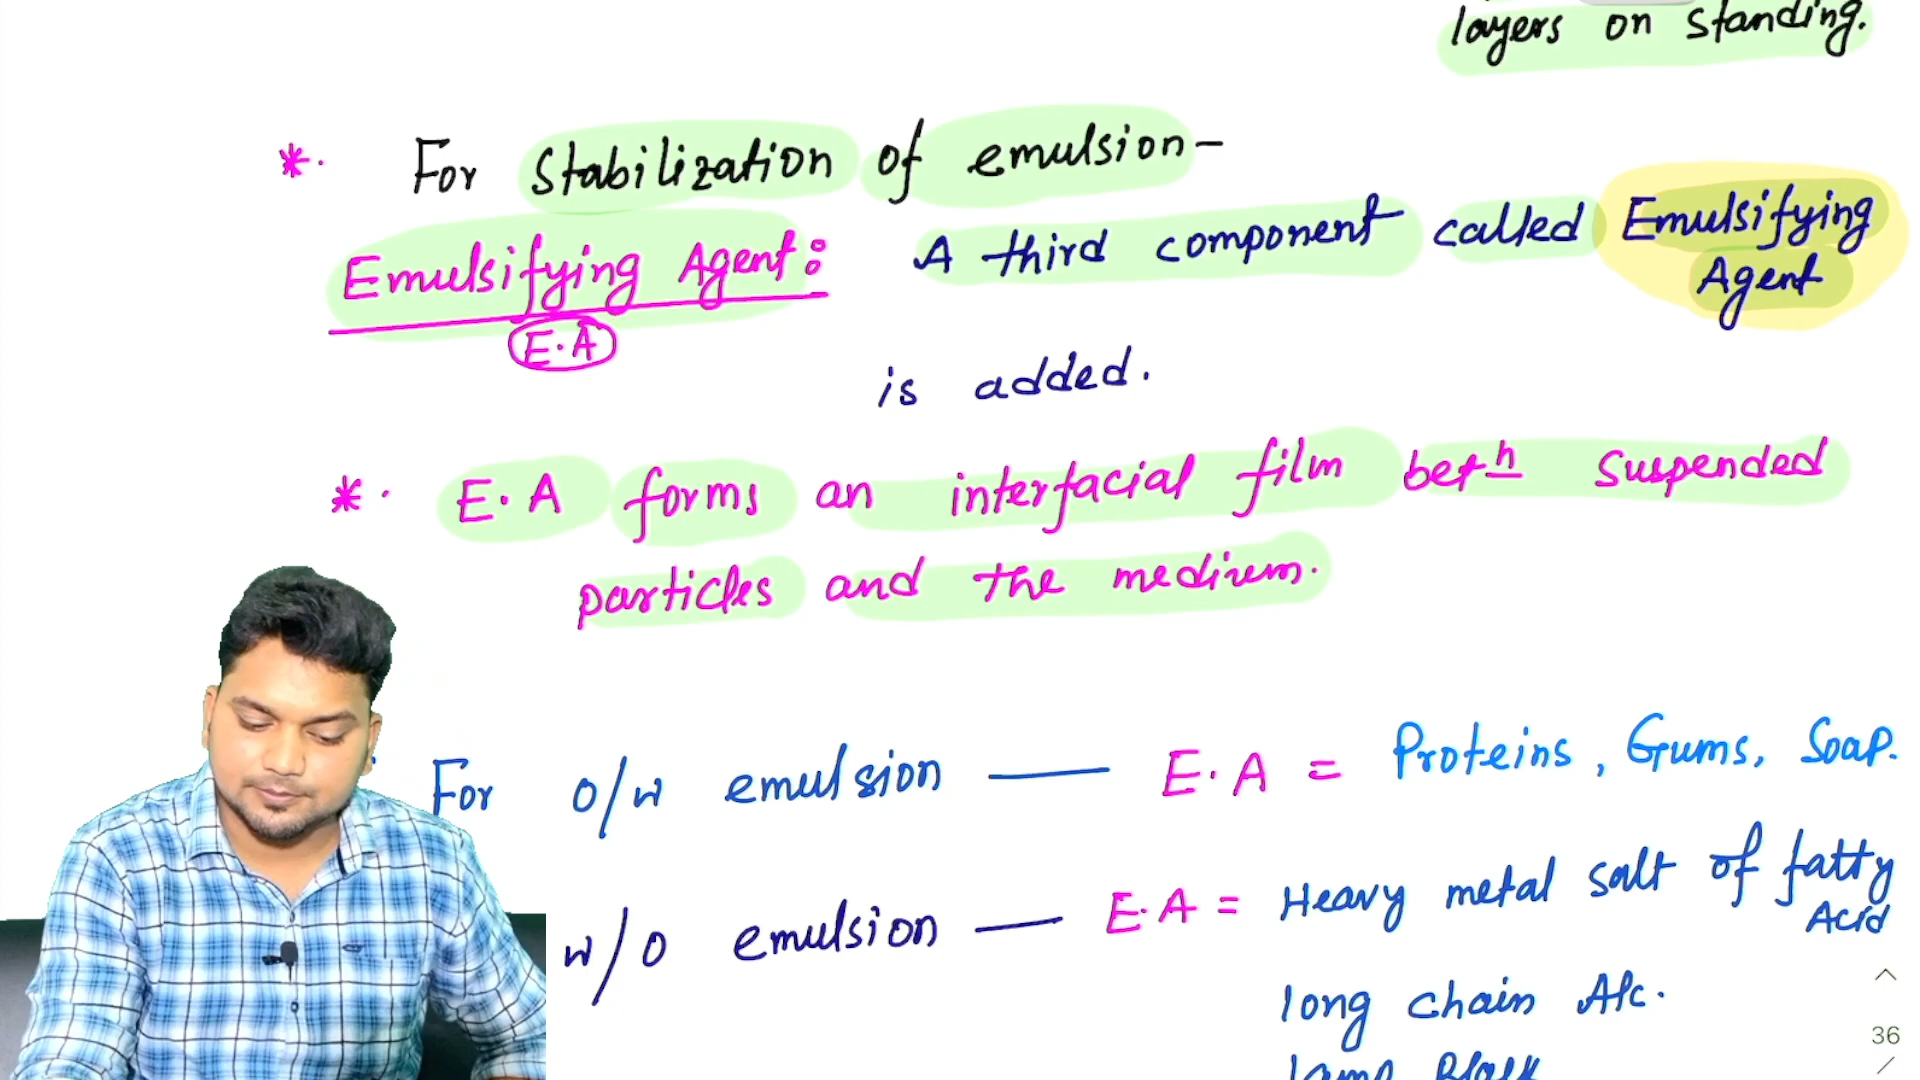 layers on standing.
*. For Stabilization of emulsion-
Emulsifying Agent: A third component called Emulsifying
Agent
E.A
is added.
*. E.A forms an interfacial film betn suspended
particles and the medium.
For o/w emulsion — E.A = Proteins, Gums, Soap.
w/o emulsion — E.A = Heavy metal salt of fatty
Acid
long chain Alc.
lamp Black
36